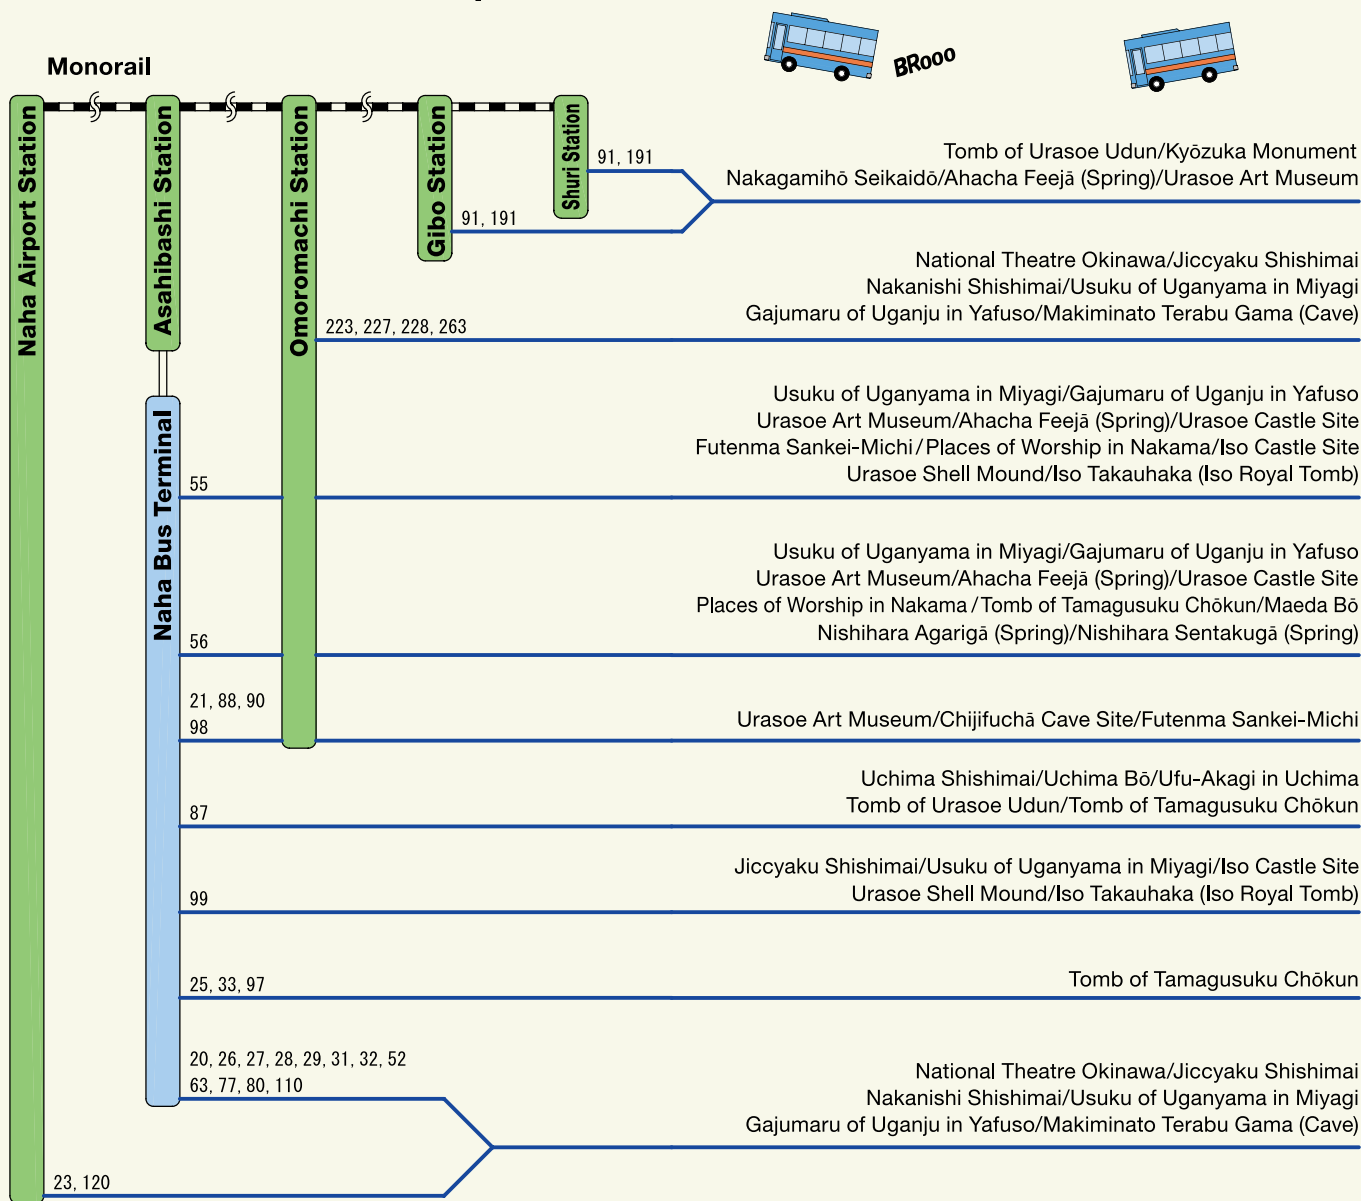 Monorail
BRooo
Naha Airport Station
Asahibashi Station
Omoromachi Station
Gibo Station
Shuri Station
Naha Bus Terminal
91, 191
Tomb of Urasoe Udun/Kyōzuka Monument
Nakagamihō Seikaidō/Ahacha Feejā (Spring)/Urasoe Art Museum
91, 191
National Theatre Okinawa/Jiccyaku Shishimai
Nakanishi Shishimai/Usuku of Uganyama in Miyagi
Gajumaru of Uganju in Yafuso/Makiminato Terabu Gama (Cave)
223, 227, 228, 263
Usuku of Uganyama in Miyagi/Gajumaru of Uganju in Yafuso
Urasoe Art Museum/Ahacha Feejā (Spring)/Urasoe Castle Site
Futenma Sankei-Michi/Places of Worship in Nakama/Iso Castle Site
Urasoe Shell Mound/Iso Takauhaka (Iso Royal Tomb)
55
Usuku of Uganyama in Miyagi/Gajumaru of Uganju in Yafuso
Urasoe Art Museum/Ahacha Feejā (Spring)/Urasoe Castle Site
Places of Worship in Nakama/Tomb of Tamagusuku Chōkun/Maeda Bō
Nishihara Agarigā (Spring)/Nishihara Sentakugā (Spring)
56
21, 88, 90
98
Urasoe Art Museum/Chijifuchā Cave Site/Futenma Sankei-Michi
Uchima Shishimai/Uchima Bō/Ufu-Akagi in Uchima
Tomb of Urasoe Udun/Tomb of Tamagusuku Chōkun
87
Jiccyaku Shishimai/Usuku of Uganyama in Miyagi/Iso Castle Site
Urasoe Shell Mound/Iso Takauhaka (Iso Royal Tomb)
99
Tomb of Tamagusuku Chōkun
25, 33, 97
20, 26, 27, 28, 29, 31, 32, 52
63, 77, 80, 110
National Theatre Okinawa/Jiccyaku Shishimai
Nakanishi Shishimai/Usuku of Uganyama in Miyagi
Gajumaru of Uganju in Yafuso/Makiminato Terabu Gama (Cave)
23, 120